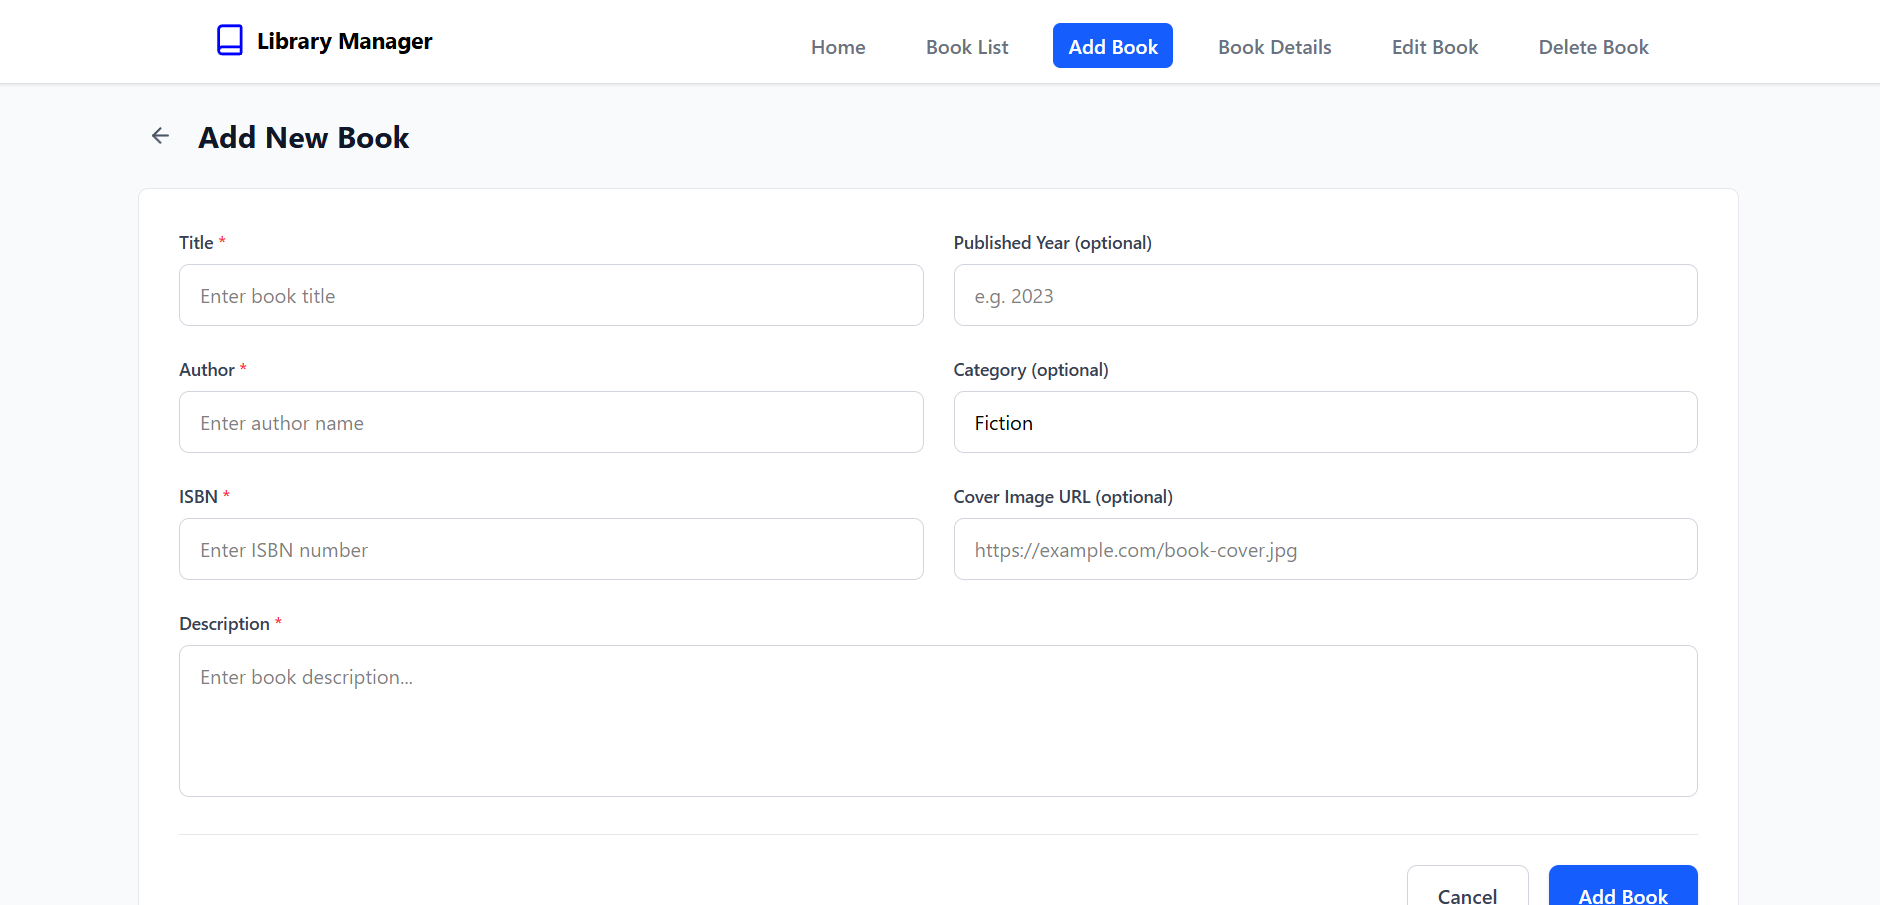 Library Manager
Home
Book List
Add Book
Book Details
Edit Book
Delete Book
Add New Book
Title *
Published Year (optional)
Enter book title
e.g. 2023
Author *
Category (optional)
Enter author name
Fiction
ISBN *
Cover Image URL (optional)
Enter ISBN number
https://example.com/book-cover.jpg
Description *
Enter book description...
Cancel
Add Book